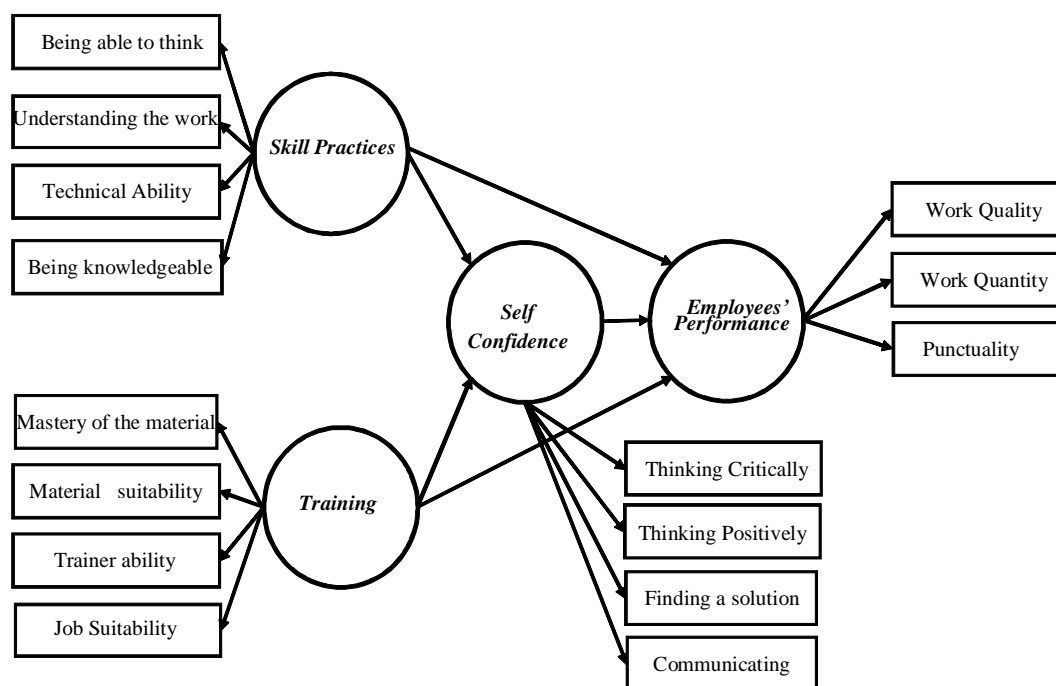 Being able to think
Understanding the work
Technical Ability
Being knowledgeable
Skill Practices
Self
Confidence
Employees’
Performance
Work Quality
Work Quantity
Punctuality
Mastery of the material
Material suitability
Trainer ability
Job Suitability
Training
Thinking Critically
Thinking Positively
Finding a solution
Communicating